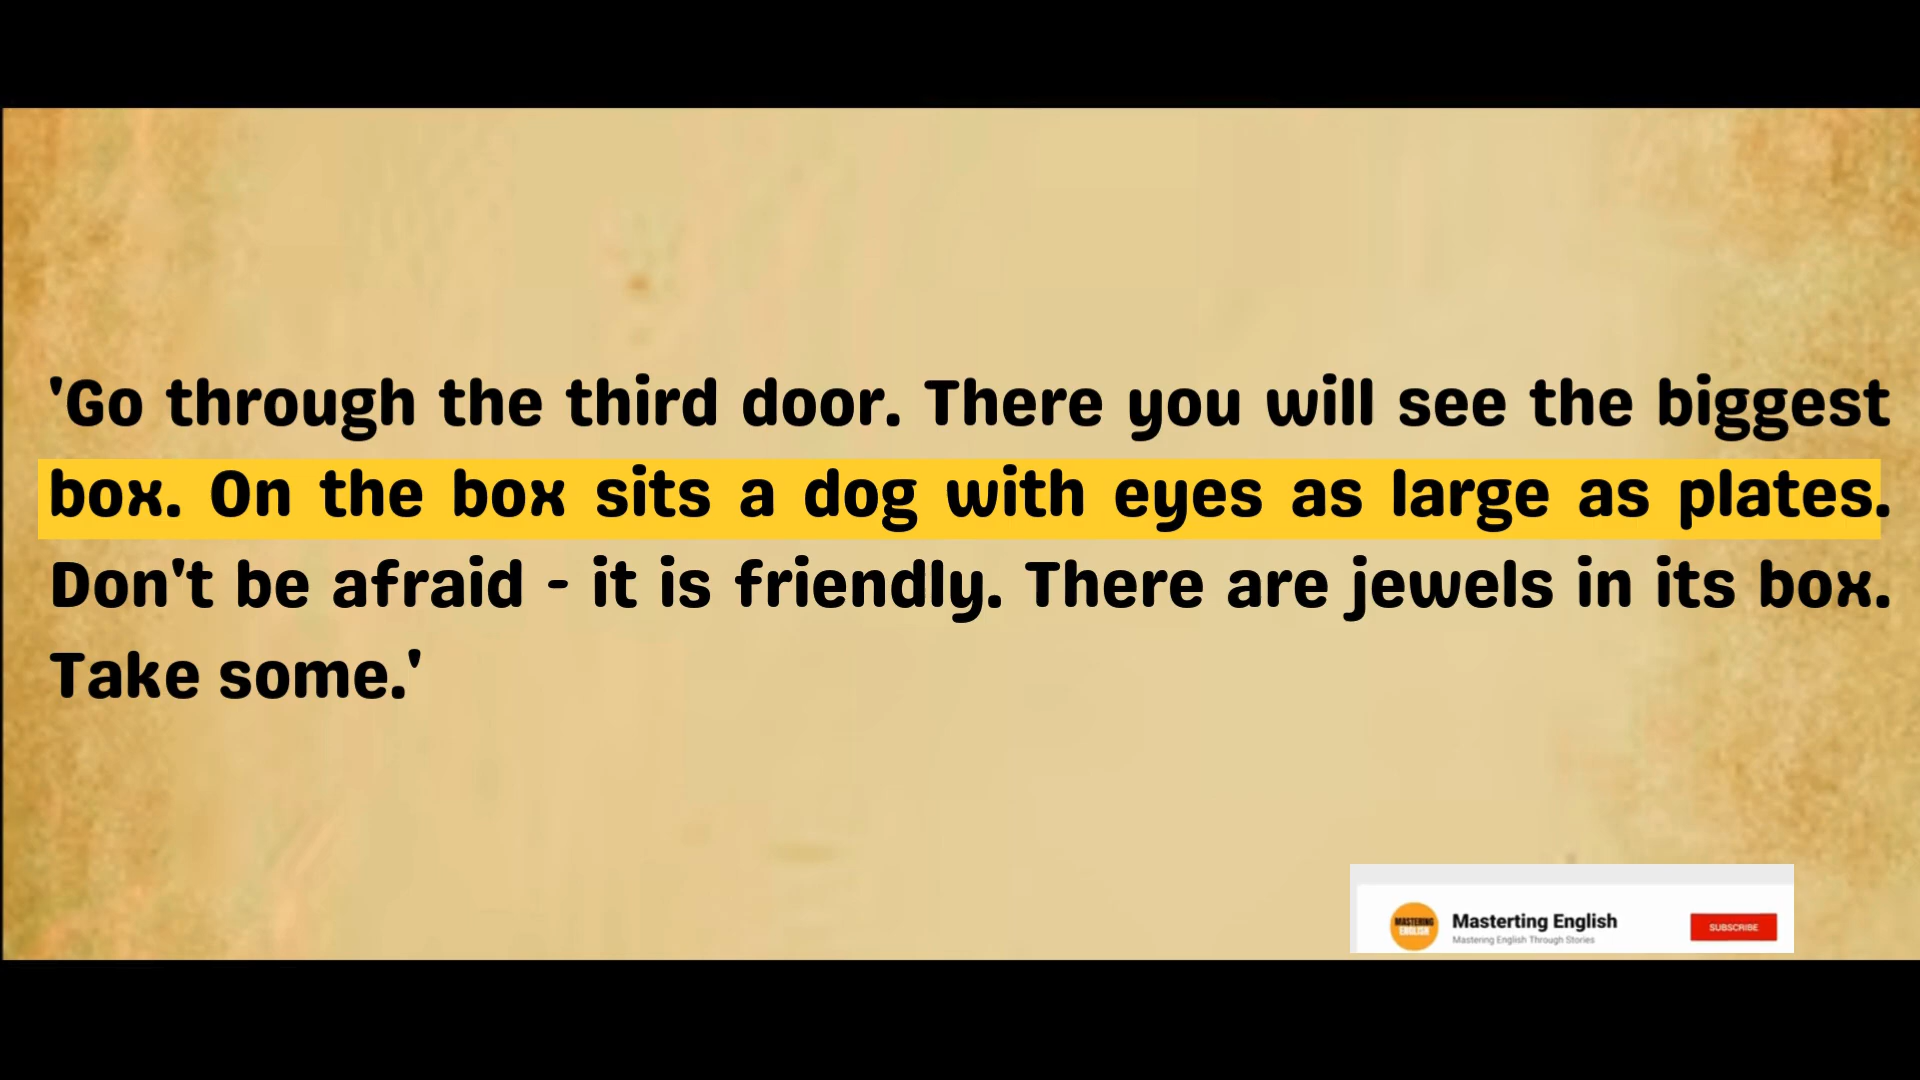 'Go through the third door. There you will see the biggest
box. On the box sits a dog with eyes as large as plates.
Don't be afraid - it is friendly. There are jewels in its box.
Take some.'
MASTERING
ENGLISH
Masterting English
Mastering English Through Stories
SUBSCRIBE